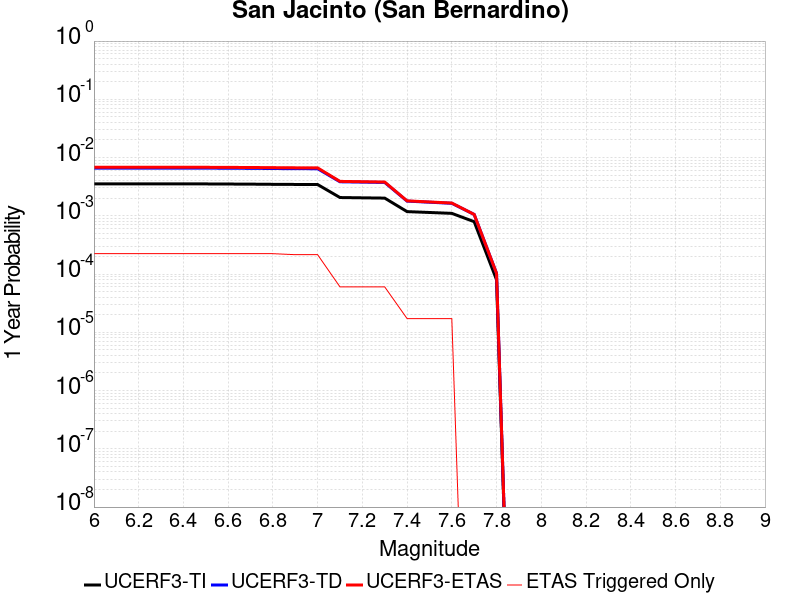 San Jacinto (San Bernardino)
10 0
10 -1
10 -2
10 -3
10 -4
10 -5
10 -6
10 -7
10 -8
1 Year Probability
6 6.2 6.4 6.6 6.8 7 7.2 7.4 7.6 7.8 8 8.2 8.4 8.6 8.8 9
Magnitude
UCERF3-TI UCERF3-TD UCERF3-ETAS ETAS Triggered Only